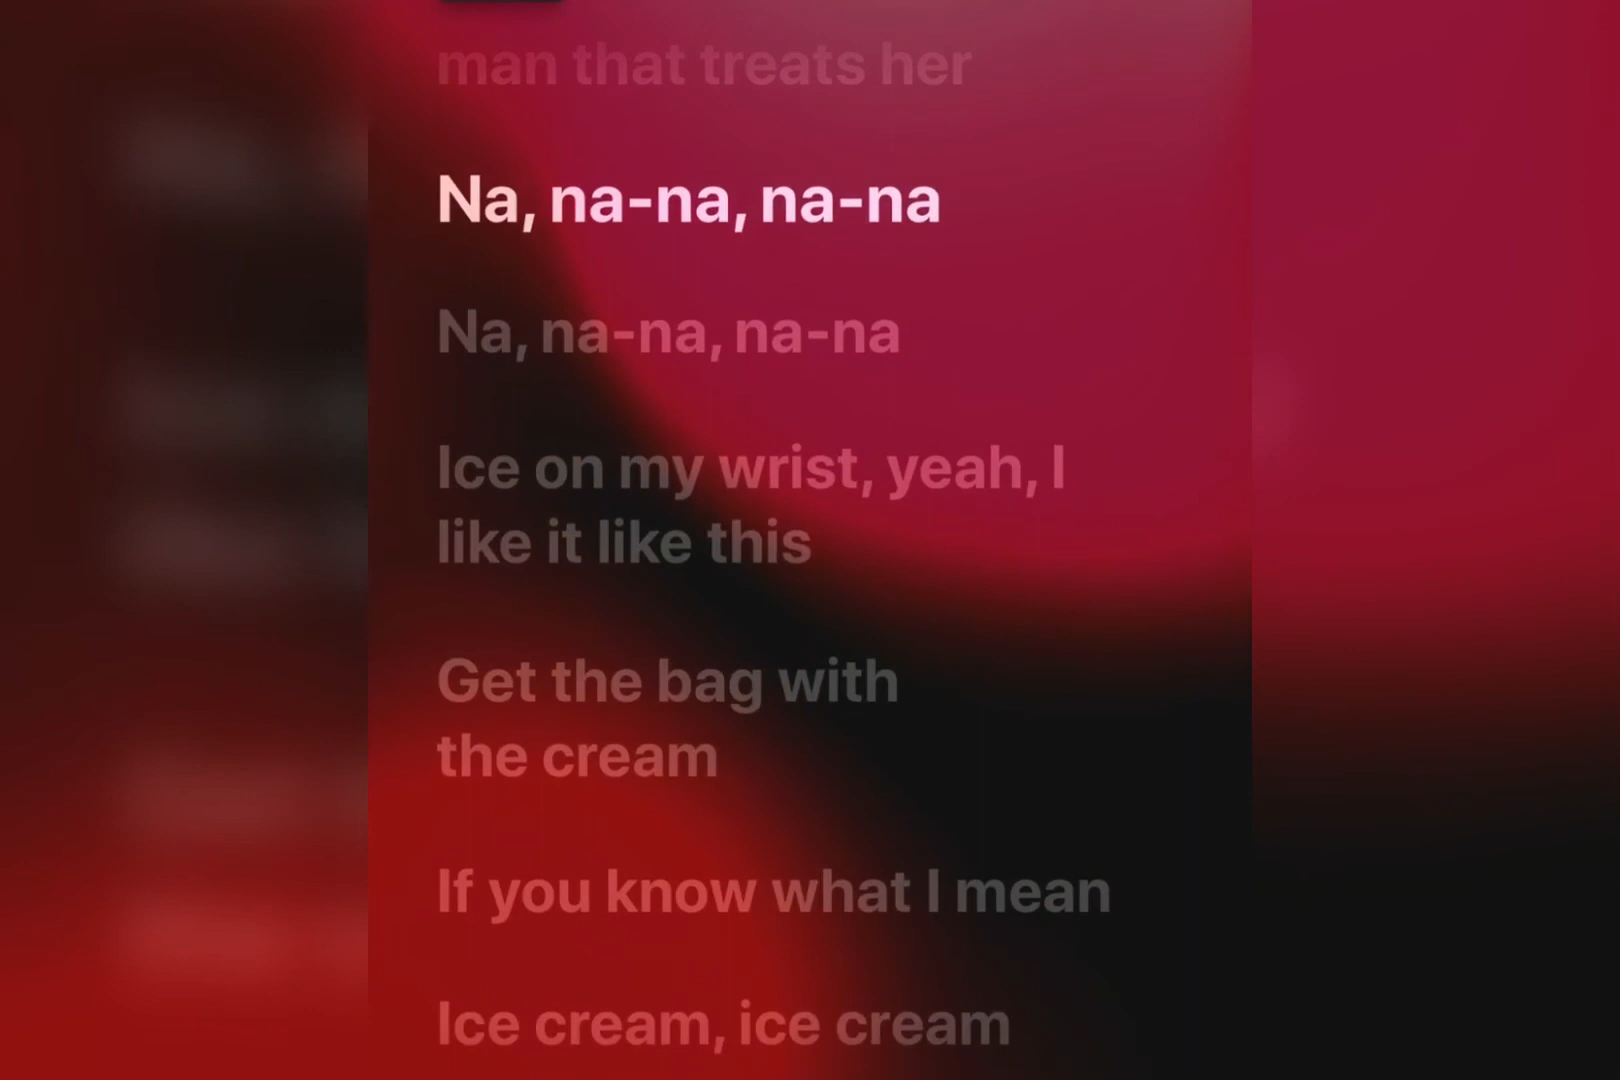 man that treats her
Na, na-na, na-na
Na, na-na, na-na
Ice on my wrist, yeah, I
like it like this
Get the bag with
the cream
If you know what I mean
Ice cream, ice cream